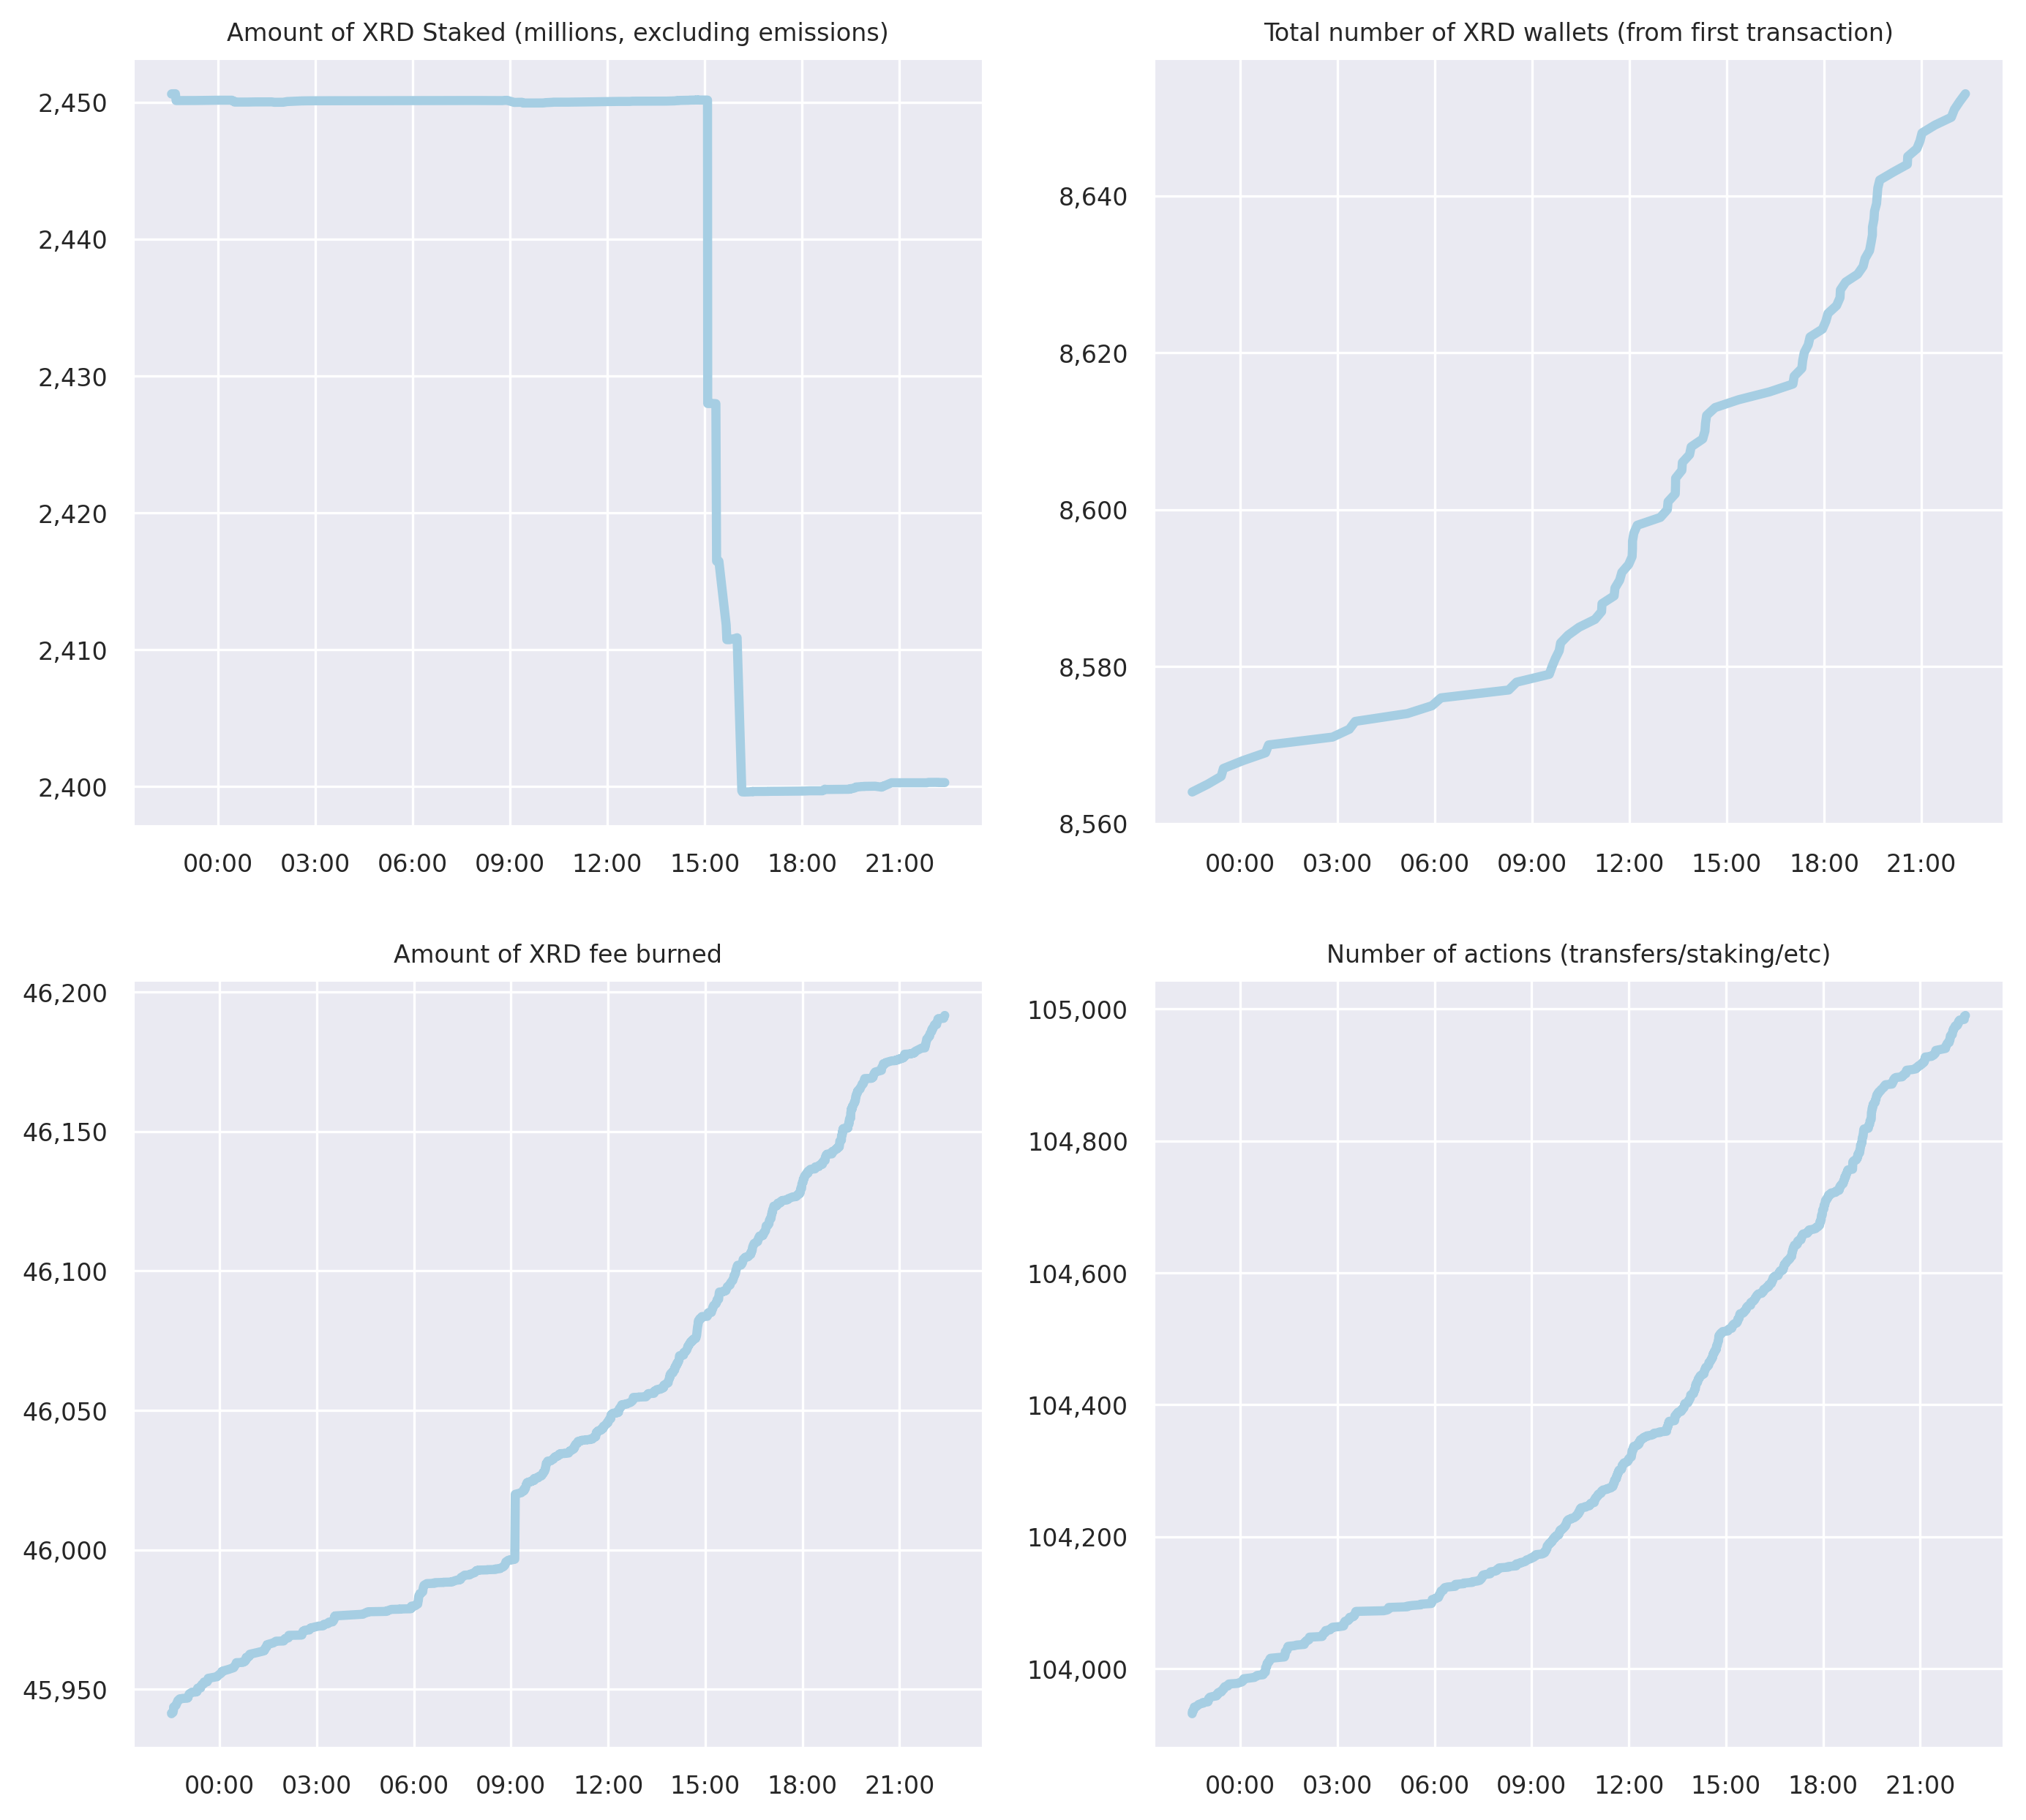 Amount of XRD Staked (millions, excluding emissions)
2,450
2,440
2,430
2,420
2,410
2,400
00:00 03:00 06:00 09:00 12:00 15:00 18:00 21:00
Total number of XRD wallets (from first transaction)
8,640
8,620
8,600
8,580
8,560
00:00 03:00 06:00 09:00 12:00 15:00 18:00 21:00
Amount of XRD fee burned
46,200
46,150
46,100
46,050
46,000
45,950
00:00 03:00 06:00 09:00 12:00 15:00 18:00 21:00
Number of actions (transfers/staking/etc)
105,000
104,800
104,600
104,400
104,200
104,000
00:00 03:00 06:00 09:00 12:00 15:00 18:00 21:00